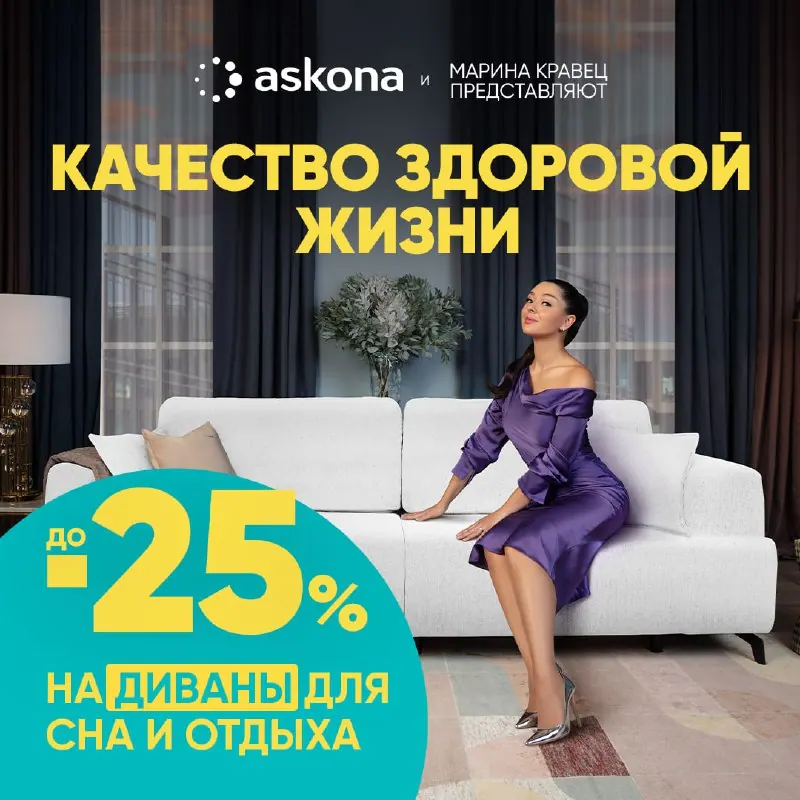 askona и МАРИНА КРАВЕЦ
ПРЕДСТАВЛЯЮТ
КАЧЕСТВО ЗДОРОВОЙ
ЖИЗНИ
ДО
-25%
НА ДИВАНЫ ДЛЯ
СНА И ОТДЫХА